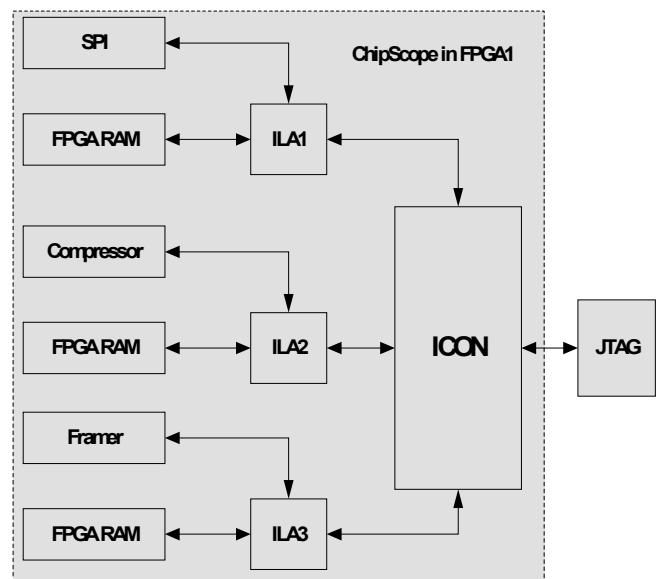 SPI
ChipScope in FPGA1
FPGA RAM
ILA1
Compressor
FPGA RAM
ILA2
ICON
JTAG
Framer
FPGA RAM
ILA3